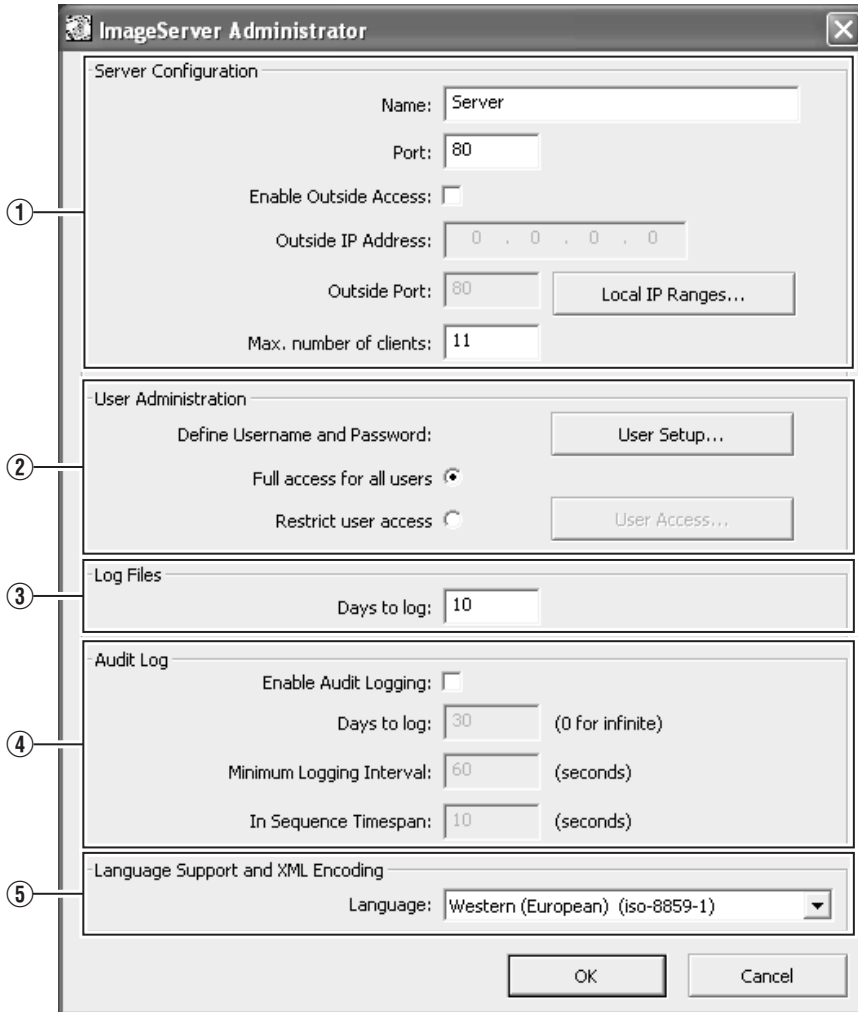 ImageServer Administrator
Server Configuration
Name: Server
Port: 80
① Enable Outside Access:
Outside IP Address: 0 . 0 . 0 . 0
Outside Port: 80 Local IP Ranges...
Max. number of clients: 11
User Administration
Define Username and Password: User Setup...
② Full access for all users
Restrict user access User Access...
Log Files
③ Days to log: 10
Audit Log
Enable Audit Logging:
Days to log: 30 (0 for infinite)
④ Minimum Logging Interval: 60 (seconds)
In Sequence Timespan: 10 (seconds)
Language Support and XML Encoding
⑤ Language: Western (European) (iso-8859-1)
OK Cancel